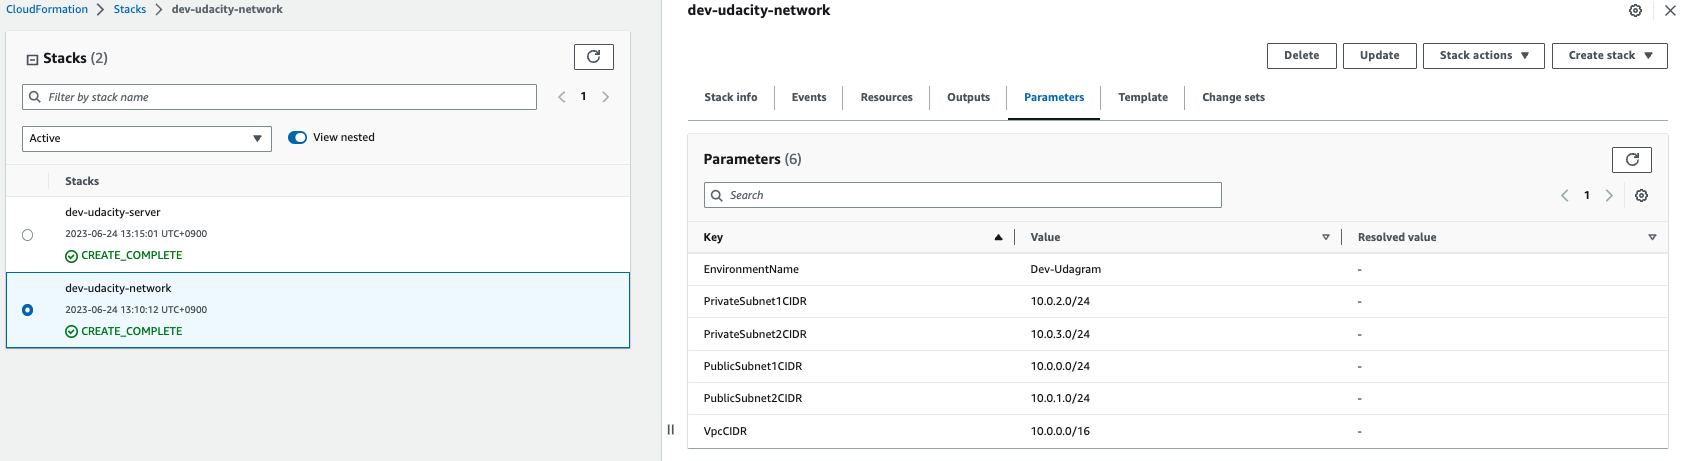 CloudFormation > Stacks > dev-udacity-network
Stacks (2)
Filter by stack name
1
Active
View nested
Stacks
dev-udacity-server
2023-06-24 13:15:01 UTC+0900
CREATE_COMPLETE
dev-udacity-network
2023-06-24 13:10:12 UTC+0900
CREATE_COMPLETE
dev-udacity-network
Delete Update Stack actions Create stack
Stack info Events Resources Outputs Parameters Template Change sets
Parameters (6)
Search
1
Key Value Resolved value
EnvironmentName Dev-Udagram -
PrivateSubnet1CIDR 10.0.2.0/24 -
PrivateSubnet2CIDR 10.0.3.0/24 -
PublicSubnet1CIDR 10.0.0.0/24 -
PublicSubnet2CIDR 10.0.1.0/24 -
VpcCIDR 10.0.0.0/16 -